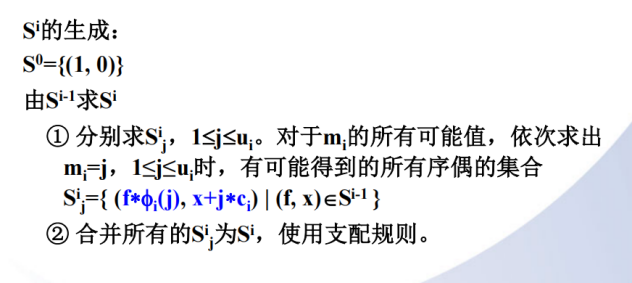 Sⁱ的生成：
S⁰={(1, 0)}
由Sⁱ⁻¹求Sⁱ
① 分别求Sⁱⱼ，1≤j≤uᵢ。对于mᵢ的所有可能值，依次求出
mᵢ=j，1≤j≤uᵢ时，有可能得到的所有序偶的集合
Sⁱⱼ={ (f*ϕᵢ(j), x+j*cᵢ) | (f, x)∈Sⁱ⁻¹ }
② 合并所有的Sⁱⱼ为Sⁱ，使用支配规则。